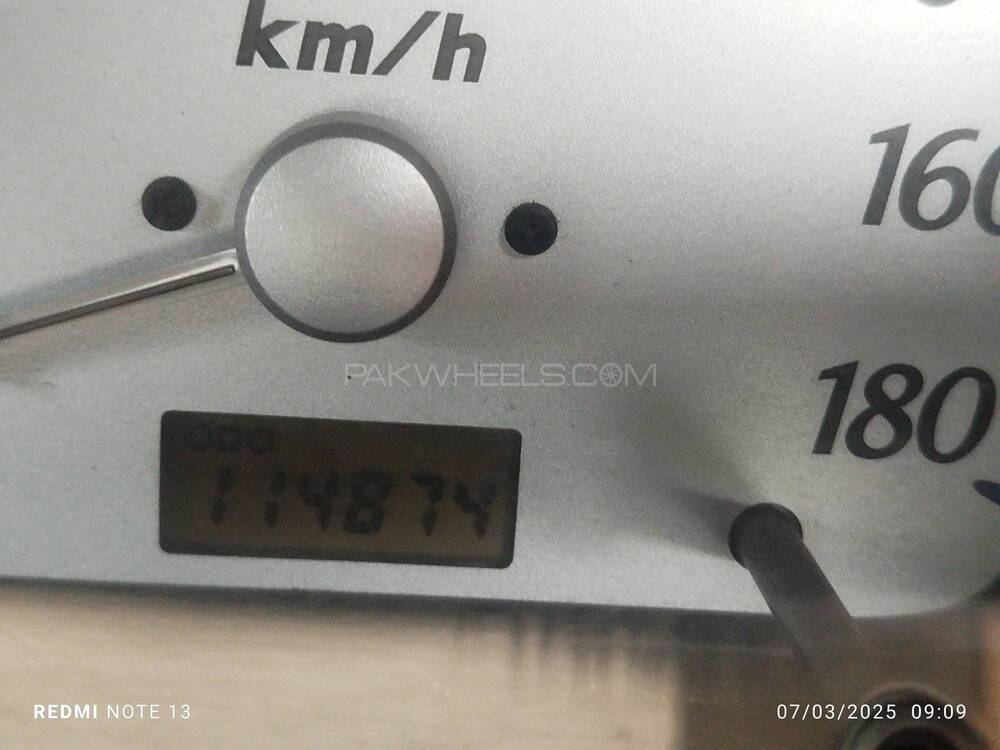 km/h
160
180
PAKWHEELS.COM
ODO
114874
REDMI NOTE 13
07/03/2025 09:09